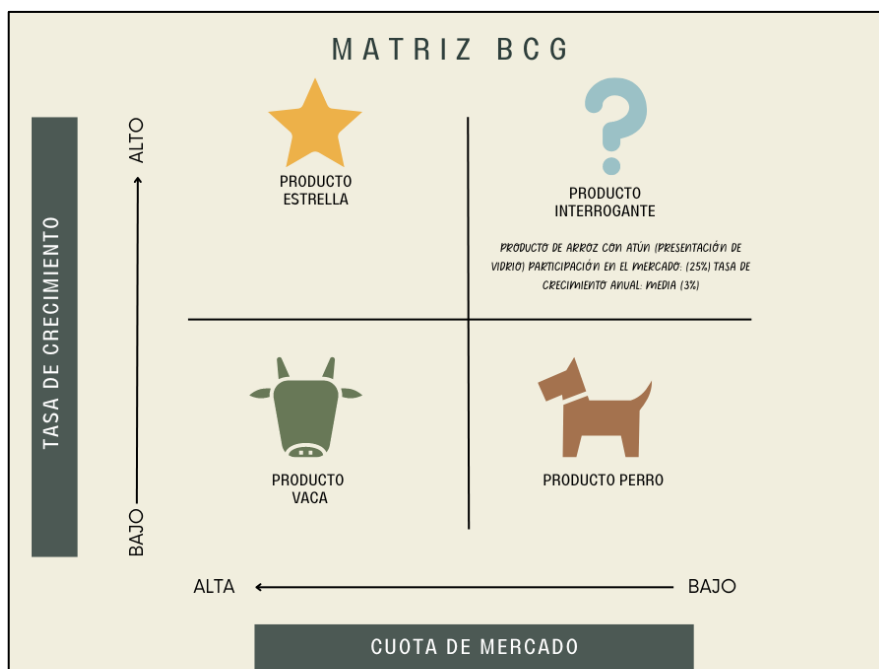 MATRIZ BCG
TASA DE CRECIMIENTO
ALTO
BAJO
PRODUCTO
ESTRELLA
PRODUCTO
INTERROGANTE
PRODUCTO DE ARROZ CON ATÚN (PRESENTACIÓN DE
VIDRIO) PARTICIPACIÓN EN EL MERCADO: (25%) TASA DE
CRECIMIENTO ANUAL: MEDIA (3%)
PRODUCTO
VACA
PRODUCTO PERRO
ALTA
BAJO
CUOTA DE MERCADO